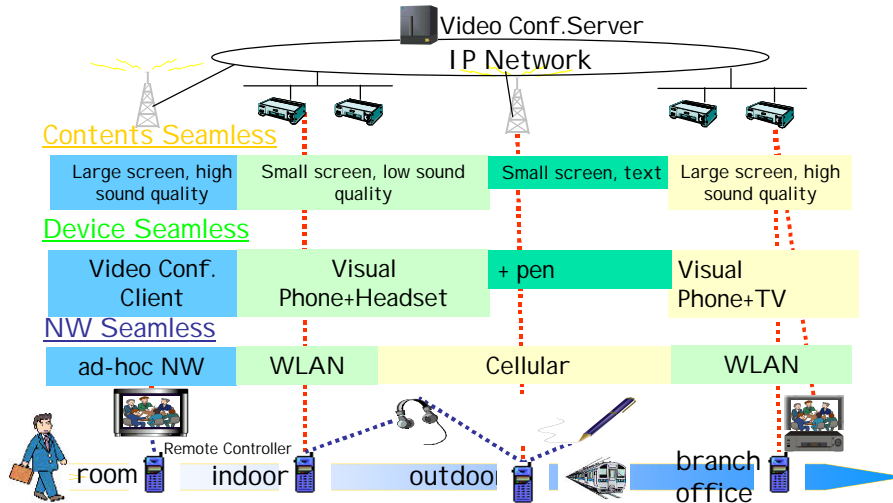 Video Conf.Server
IP Network
Contents Seamless
Large screen, high
sound quality
Small screen, low sound
quality
Small screen, text
Large screen, high
sound quality
Device Seamless
Video Conf.
Client
Visual
Phone+Headset
+ pen
Visual
Phone+TV
NW Seamless
ad-hoc NW
WLAN
Cellular
WLAN
Remote Controller
room
indoor
outdoor
branch
office